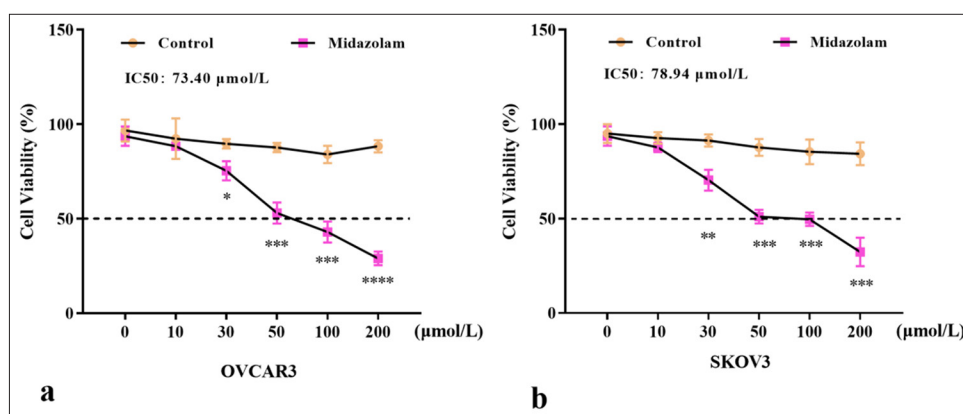 150
Control
Midazolam
IC50: 73.40 μmol/L
Cell Viability (%)
100
50
0
*
***
***
****
0
10
30
50
100
200
(μmol/L)
OVCAR3
a
150
Control
Midazolam
IC50: 78.94 μmol/L
Cell Viability (%)
100
50
0
**
***
***
***
0
10
30
50
100
200
(μmol/L)
SKOV3
b